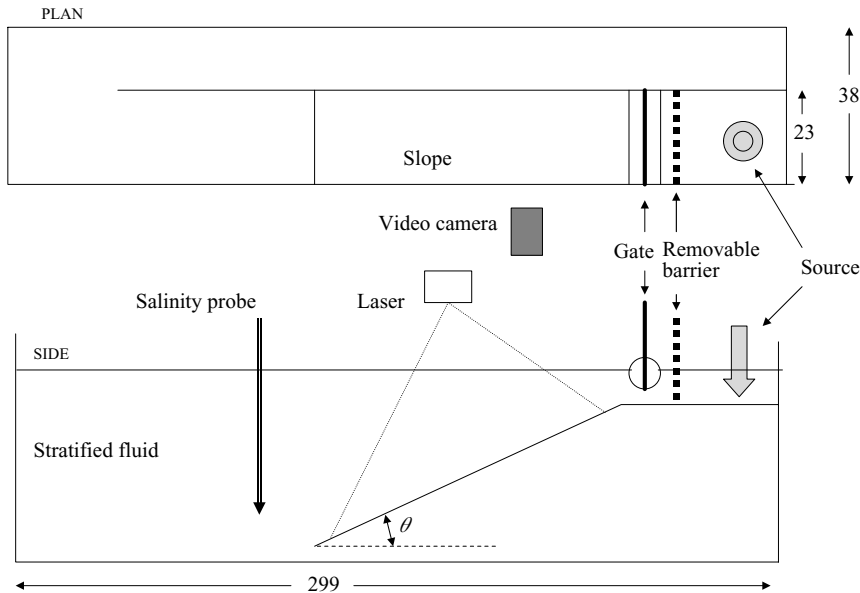 PLAN
38
23
Slope
Video camera
Gate
Removable
barrier
Source
Salinity probe
Laser
SIDE
Stratified fluid
θ
299